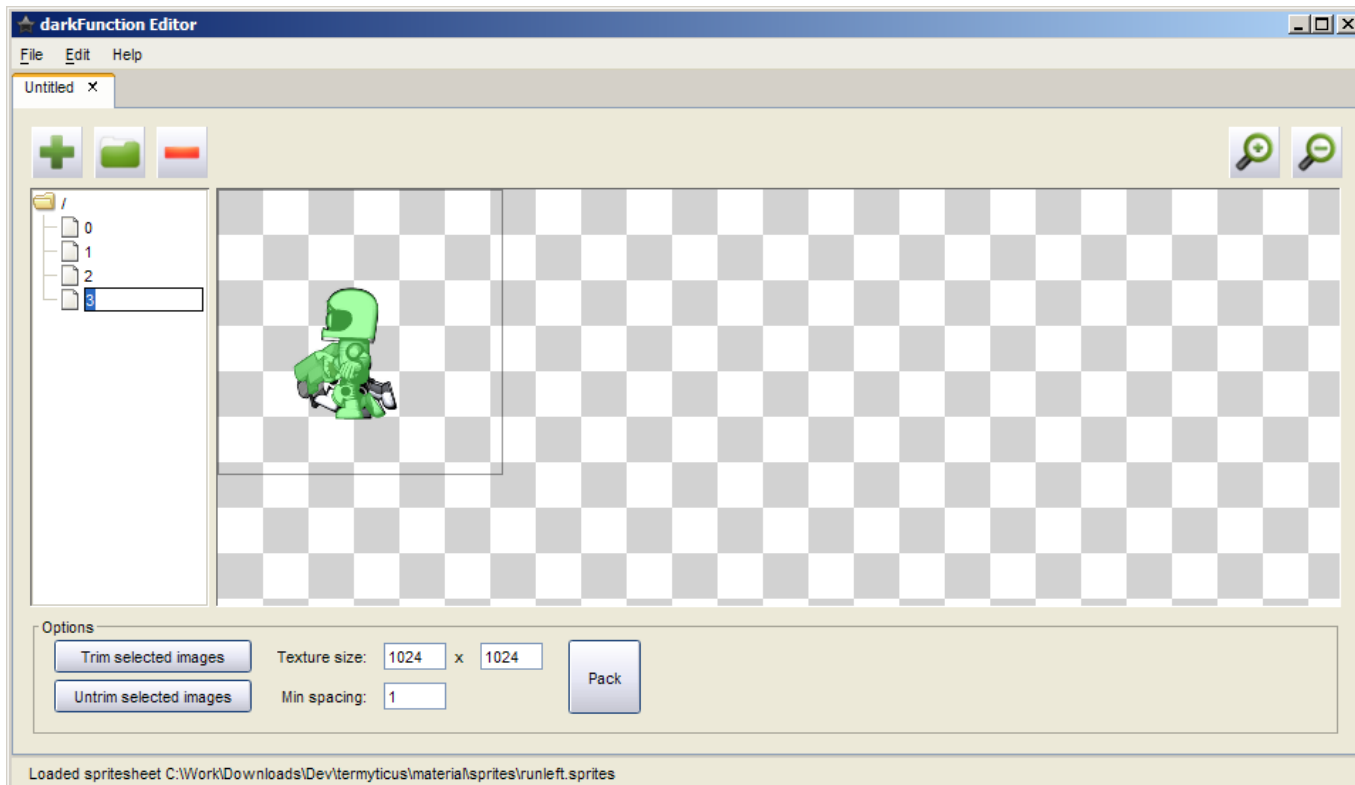 darkFunction Editor
File Edit Help
Untitled
/
0
1
2
3
Options
Trim selected images Texture size: 1024 x 1024
Pack
Untrim selected images Min spacing: 1
Loaded spritesheet C:\Work\Downloads\Dev\termyticus\material\sprites\runleft.sprites